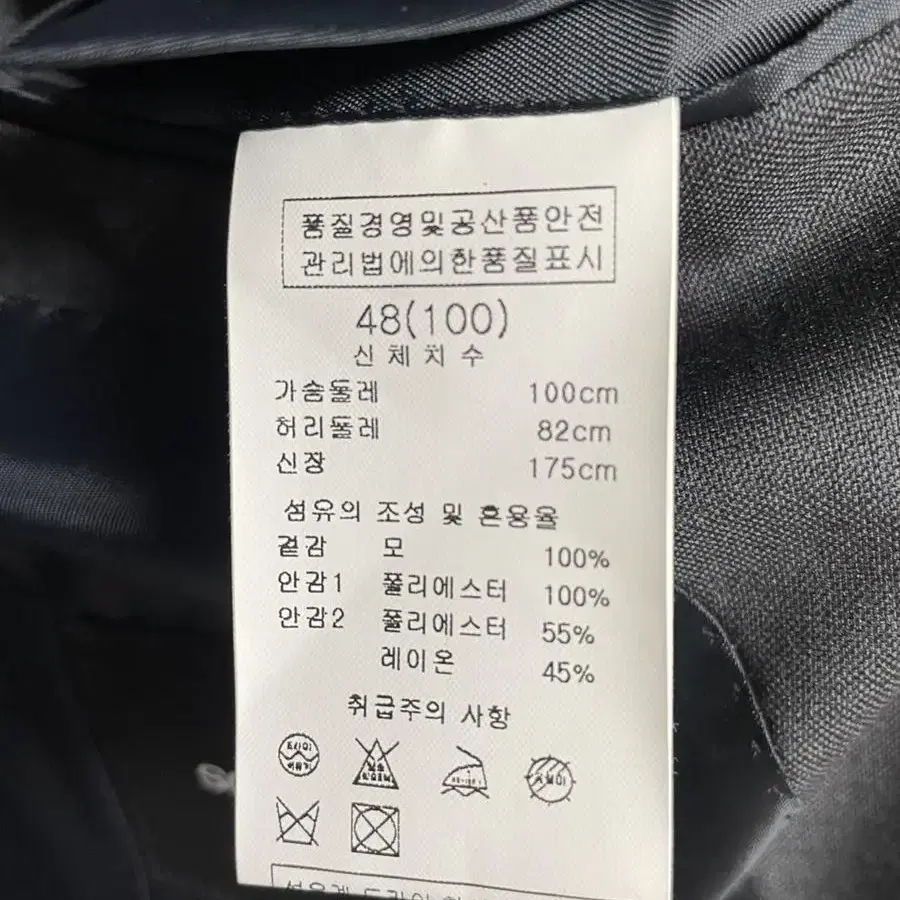 품질경영및공산품안전
관리법에의한품질표시
48(100)
신체치수
가슴둘레 100cm
허리둘레 82cm
신장 175cm
섬유의 조성 및 혼용율
겉감 모 100%
안감1 폴리에스터 100%
안감2 폴리에스터 55%
레이온 45%
취급주의 사항
드라이